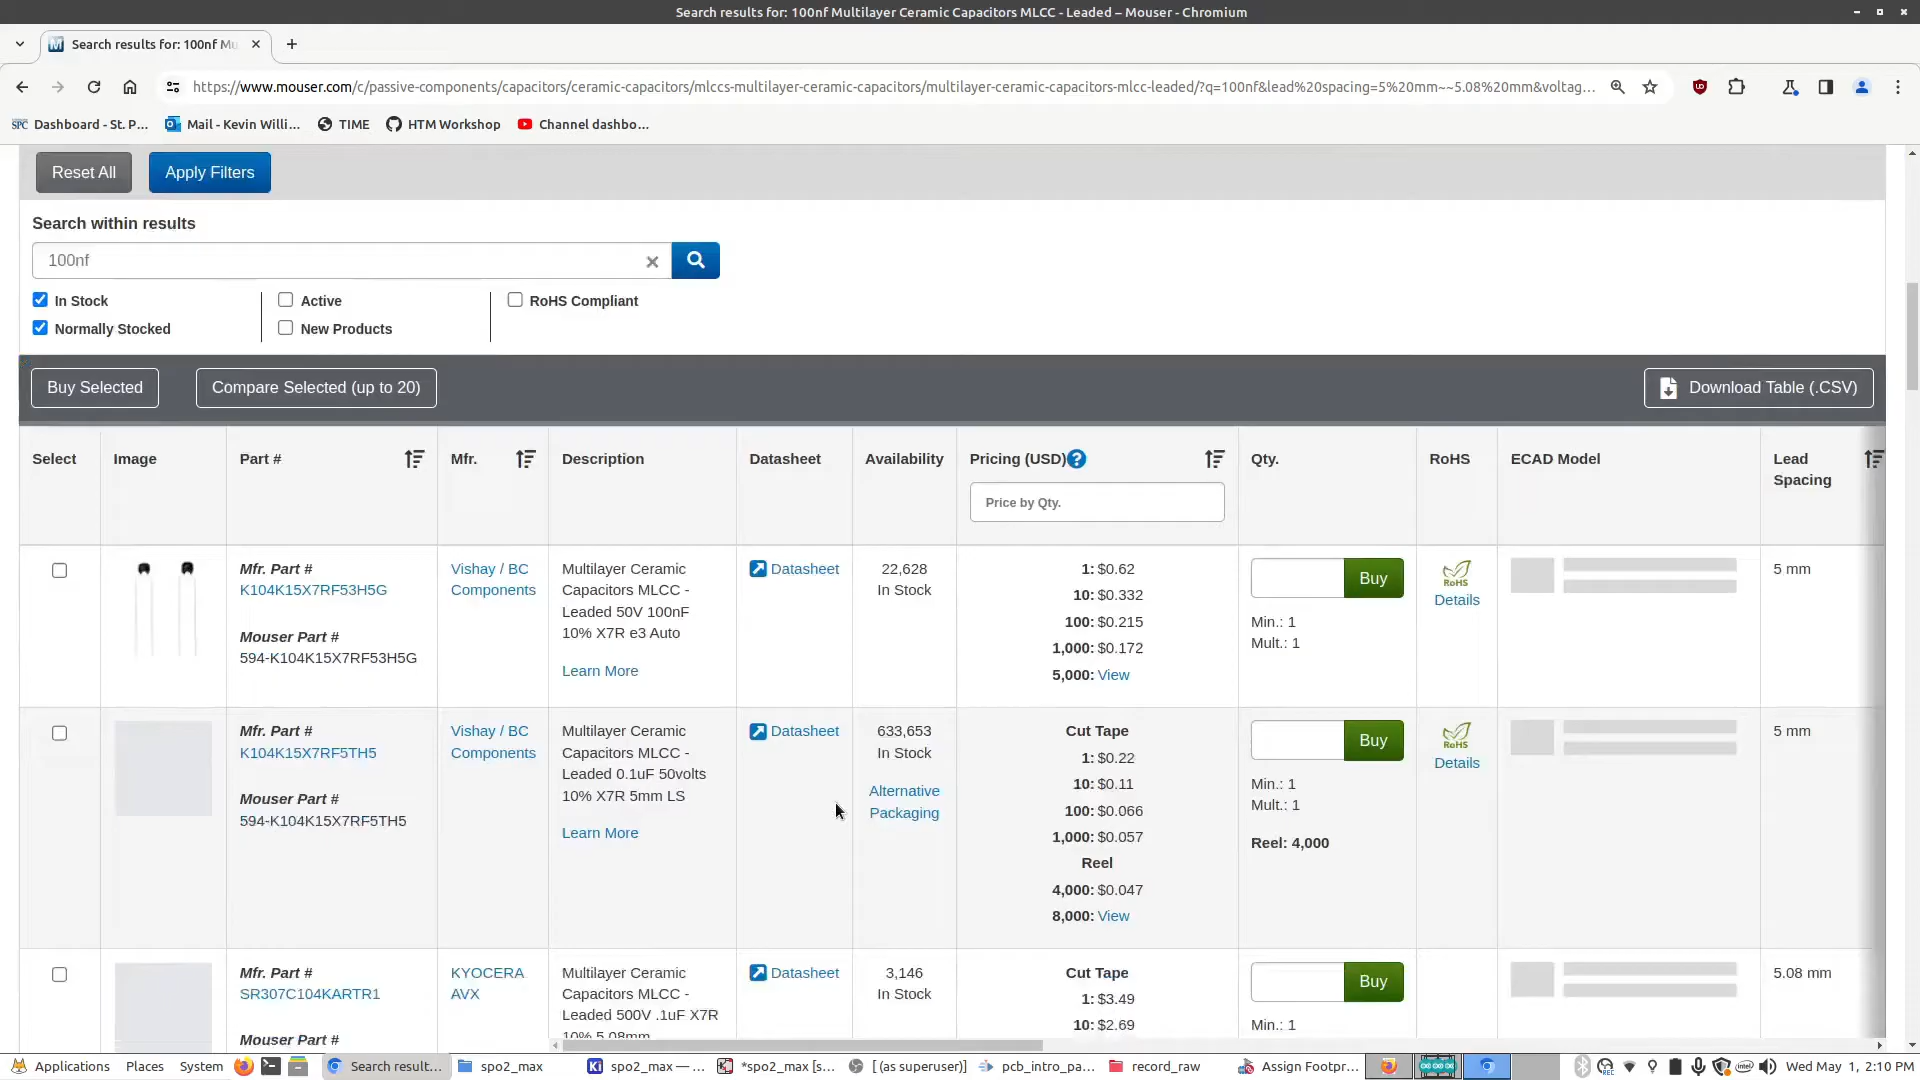 Search results for: 100nf Multilayer Ceramic Capacitors MLCC - Leaded – Mouser - Chromium
Search results for: 100nf Mu
https://www.mouser.com/c/passive-components/capacitors/ceramic-capacitors/mlccs-multilayer-ceramic-capacitors/multilayer-ceramic-capacitors-mlcc-leaded/?q=100nf&lead%20spacing=5%20mm~~5.08%20mm&voltag...
Dashboard - St. P... Mail - Kevin Willi... TIME HTM Workshop Channel dashbo...
Reset All Apply Filters
Search within results
100nf
In Stock Active RoHS Compliant
Normally Stocked New Products
Buy Selected Compare Selected (up to 20) Download Table (.CSV)
Select Image Part # Mfr. Description Datasheet Availability Pricing (USD) Qty. RoHS ECAD Model Lead Spacing
Price by Qty.
Mfr. Part #
K104K15X7RF53H5G
Mouser Part #
594-K104K15X7RF53H5G
Vishay / BC
Components
Multilayer Ceramic
Capacitors MLCC -
Leaded 50V 100nF
10% X7R e3 Auto
Learn More
Datasheet
22,628
In Stock
1: $0.62
10: $0.332
100: $0.215
1,000: $0.172
5,000: View
Buy
Min.: 1
Mult.: 1
RoHS
Details
5 mm
Mfr. Part #
K104K15X7RF5TH5
Mouser Part #
594-K104K15X7RF5TH5
Vishay / BC
Components
Multilayer Ceramic
Capacitors MLCC -
Leaded 0.1uF 50volts
10% X7R 5mm LS
Learn More
Datasheet
633,653
In Stock
Alternative
Packaging
Cut Tape
1: $0.22
10: $0.11
100: $0.066
1,000: $0.057
Reel
4,000: $0.047
8,000: View
Buy
Min.: 1
Mult.: 1
Reel: 4,000
RoHS
Details
5 mm
Mfr. Part #
SR307C104KARTR1
Mouser Part #
KYOCERA
AVX
Multilayer Ceramic
Capacitors MLCC -
Leaded 500V .1uF X7R
10% 5.08mm
Datasheet
3,146
In Stock
Cut Tape
1: $3.49
10: $2.69
Buy
Min.: 1
5.08 mm
Applications Places System Search result... spo2_max spo2_max — ... *spo2_max [s... [ (as superuser)] pcb_intro_pa... record_raw Assign Footpr... Wed May 1, 2:10 PM